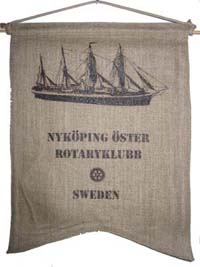 NYKÖPING ÖSTER
ROTARYKLUBB
SWEDEN